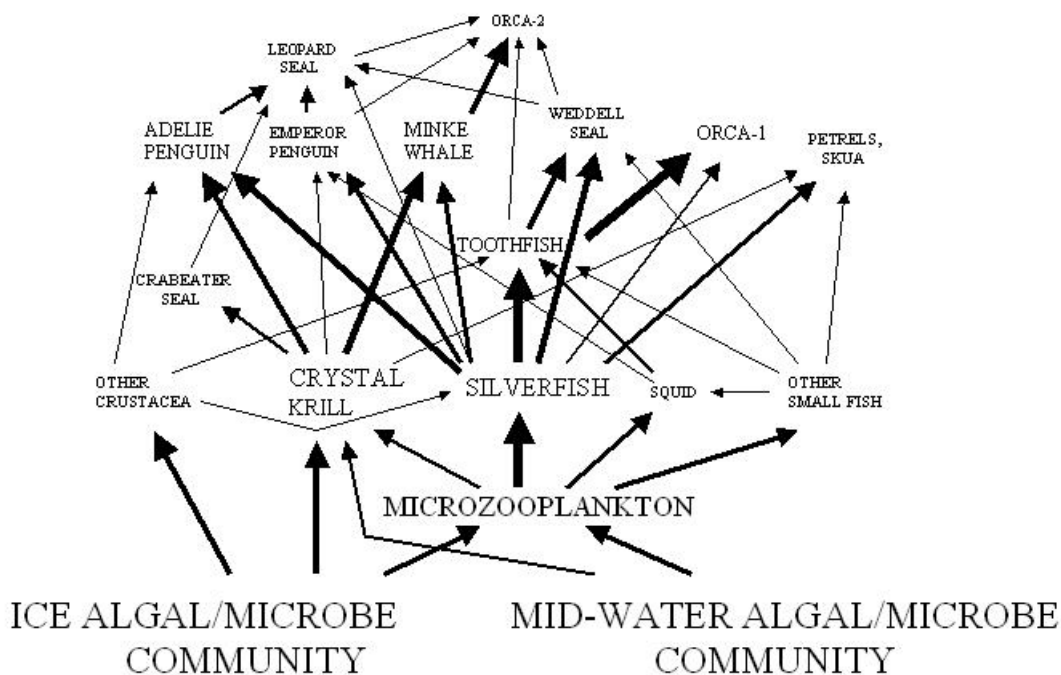 ORCA-2
LEOPARD
SEAL
ADELIE
PENGUIN
EMPEROR
PENGUIN
MINKE
WHALE
WEDDELL
SEAL
ORCA-1
PETRELS,
SKUA
TOOTHFISH
CRABEATER
SEAL
OTHER
CRUSTACEA
CRYSTAL
KRILL
SILVERFISH
SQUID
OTHER
SMALL FISH
MICROZOOPLANKTON
ICE ALGAL/MICROBE
COMMUNITY
MID-WATER ALGAL/MICROBE
COMMUNITY